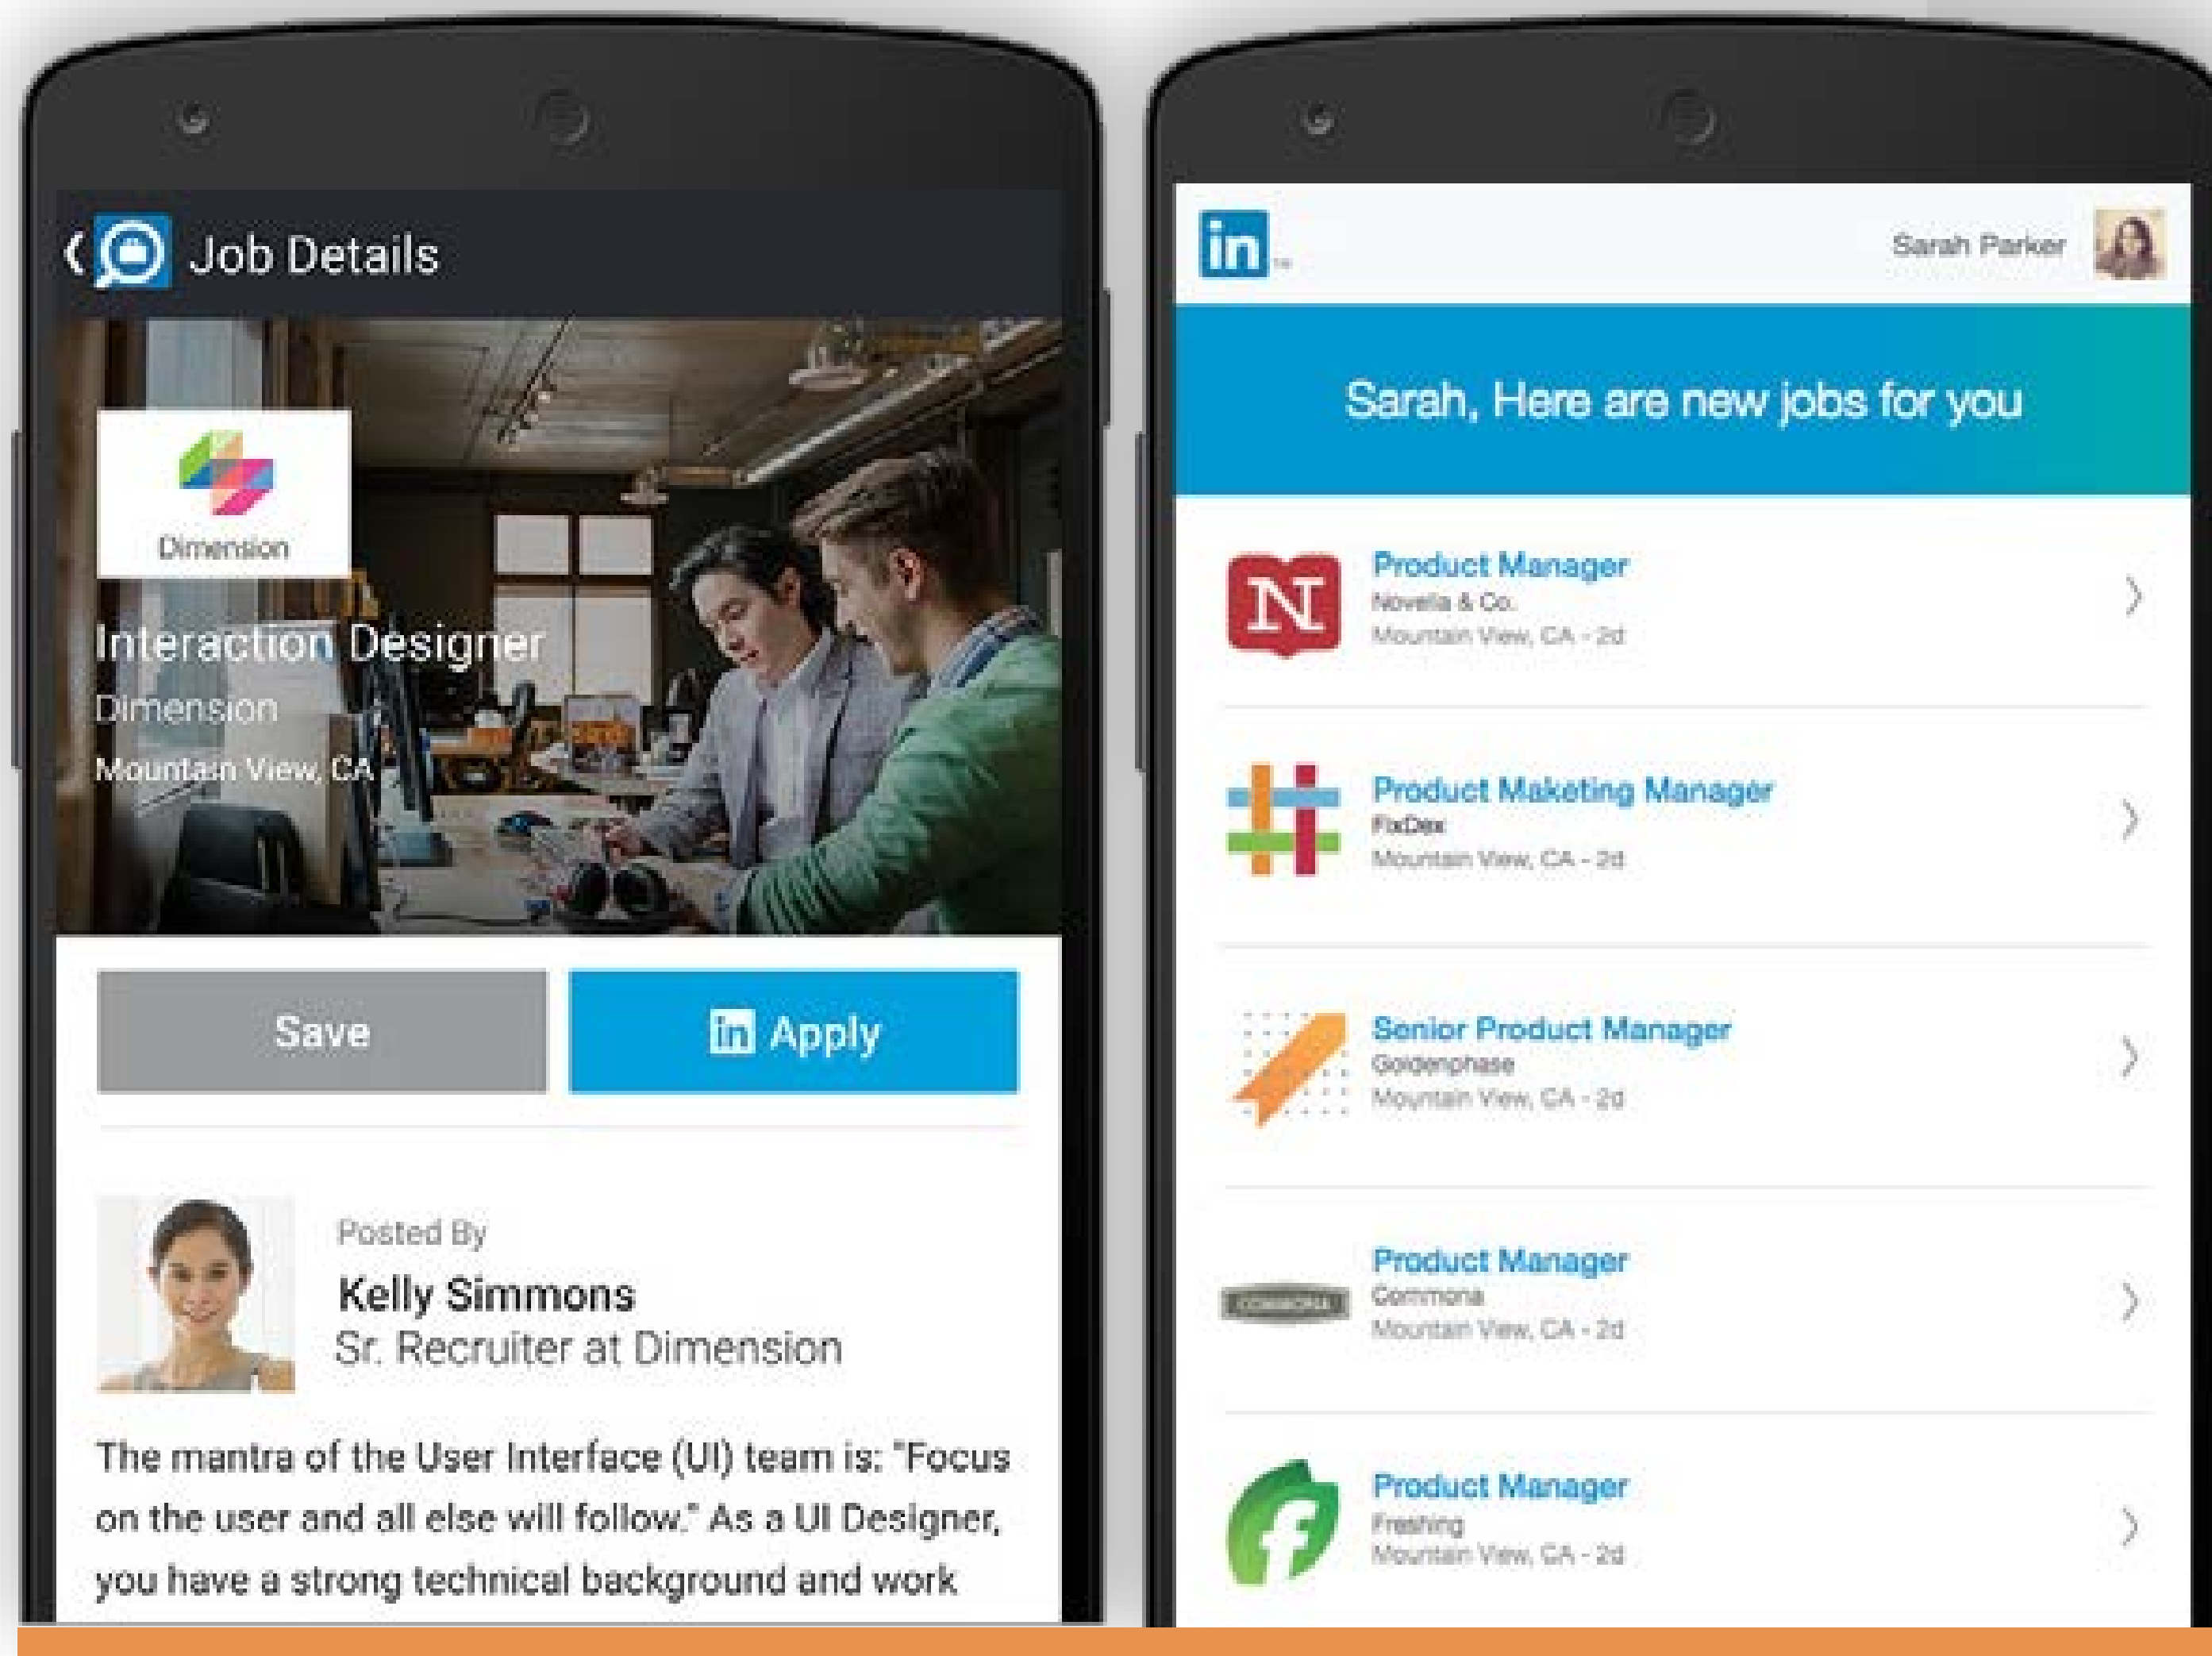 Job Details
Dimension
Interaction Designer
Dimension
Mountain View, CA
Save
in Apply
Posted By
Kelly Simmons
Sr. Recruiter at Dimension
The mantra of the User Interface (UI) team is: "Focus
on the user and all else will follow." As a UI Designer,
you have a strong technical background and work
in
Sarah Parker
Sarah, Here are new jobs for you
N
Product Manager
Novella & Co.
Mountain View, CA - 2d
Product Maketing Manager
FixDex
Mountain View, CA - 2d
Senior Product Manager
Goldenphase
Mountain View, CA - 2d
COMMONA
Product Manager
Commona
Mountain View, CA - 2d
f
Product Manager
Freshing
Mountain View, CA - 2d